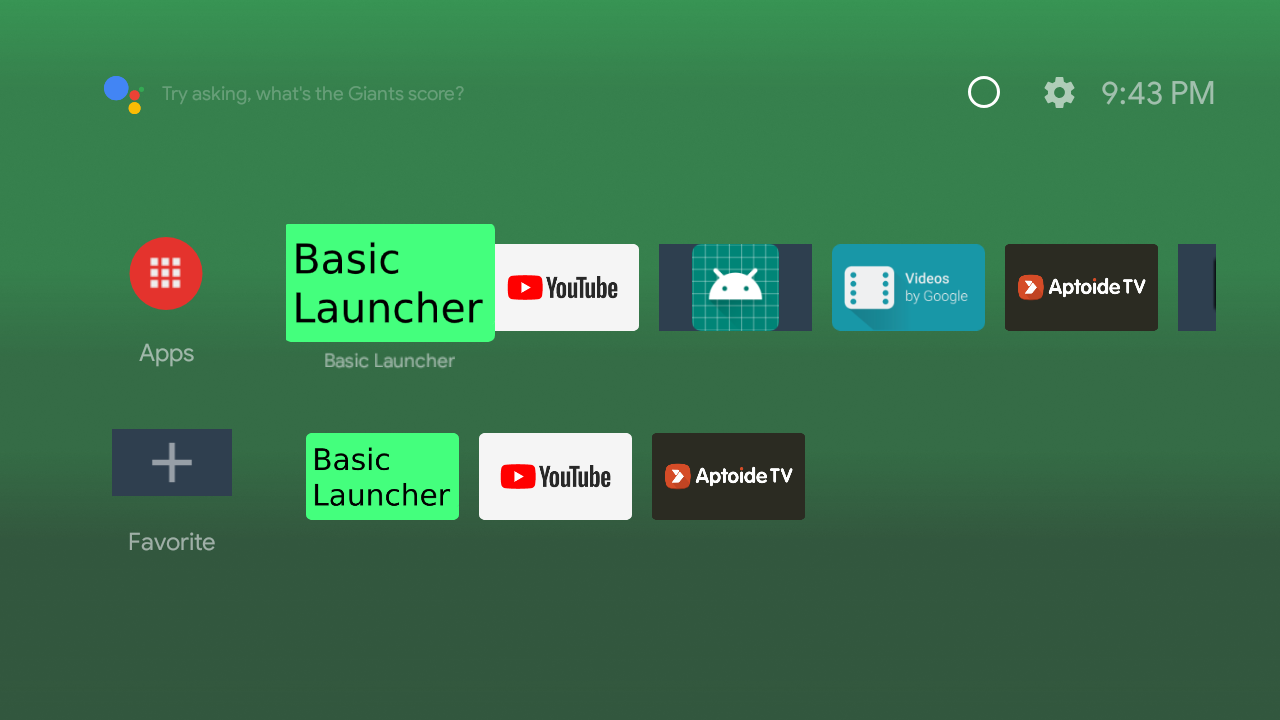 Try asking, what's the Giants score?
9:43 PM
Basic
Launcher
YouTube
Videos
by Google
Aptoide TV
Apps
Basic Launcher
Basic
Launcher
YouTube
Aptoide TV
Favorite